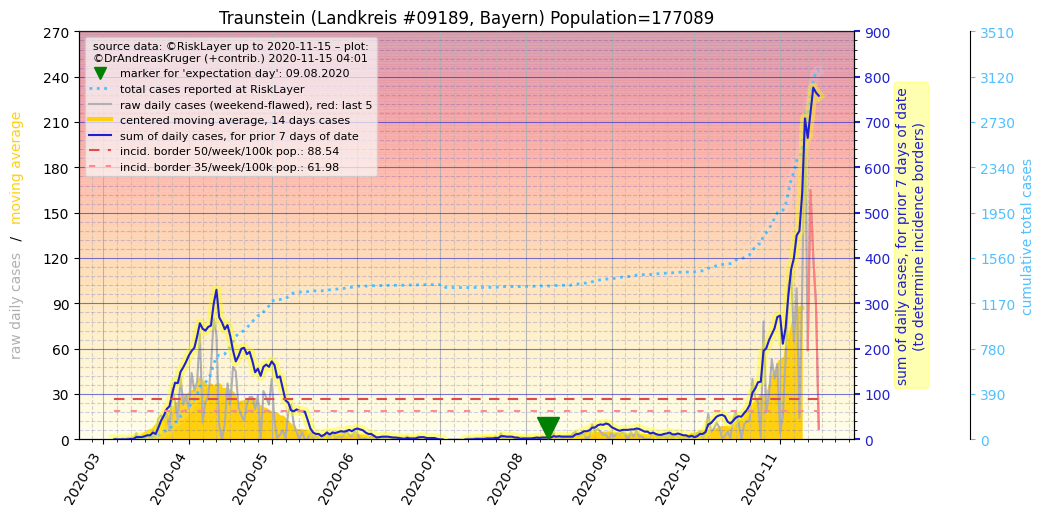 Traunstein (Landkreis #09189, Bayern) Population=177089
source data: ©RiskLayer up to 2020-11-15 – plot:
©DrAndreasKruger (+contrib.) 2020-11-15 04:01
marker for 'expectation day': 09.08.2020
total cases reported at RiskLayer
raw daily cases (weekend-flawed), red: last 5
centered moving average, 14 days cases
sum of daily cases, for prior 7 days of date
incid. border 50/week/100k pop.: 88.54
incid. border 35/week/100k pop.: 61.98
raw daily cases / moving average
270
240
210
180
150
120
90
60
30
0
900
800
700
600
500
400
300
200
100
0
sum of daily cases, for prior 7 days of date
(to determine incidence borders)
3510
3120
2730
2340
1950
1560
1170
780
390
0
cumulative total cases
2020-03
2020-04
2020-05
2020-06
2020-07
2020-08
2020-09
2020-10
2020-11